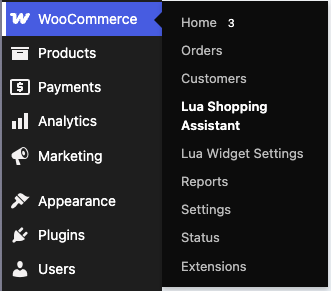 WooCommerce
Products
Payments
Analytics
Marketing
Appearance
Plugins
Users
Home 3
Orders
Customers
Lua Shopping
Assistant
Lua Widget Settings
Reports
Settings
Status
Extensions